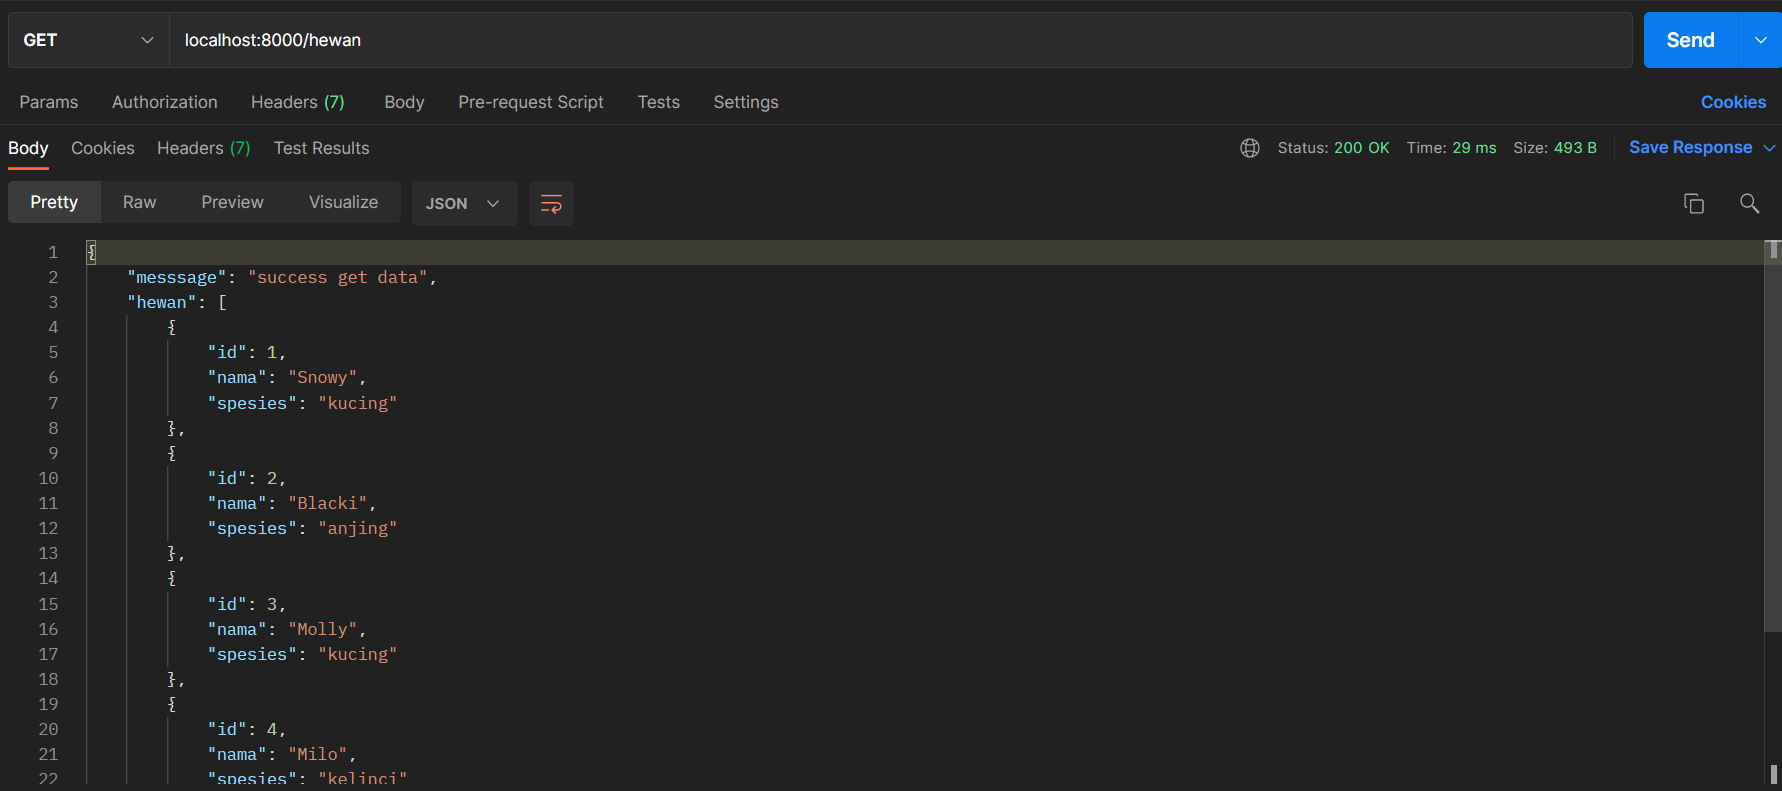 GET localhost:8000/hewan Send
Params Authorization Headers (7) Body Pre-request Script Tests Settings Cookies
Body Cookies Headers (7) Test Results Status: 200 OK Time: 29 ms Size: 493 B Save Response
Pretty Raw Preview Visualize JSON
1 {
2 "messsage": "success get data",
3 "hewan": [
4 {
5 "id": 1,
6 "nama": "Snowy",
7 "spesies": "kucing"
8 },
9 {
10 "id": 2,
11 "nama": "Blacki",
12 "spesies": "anjing"
13 },
14 {
15 "id": 3,
16 "nama": "Molly",
17 "spesies": "kucing"
18 },
19 {
20 "id": 4,
21 "nama": "Milo",
22 "spesies": "kelinci"